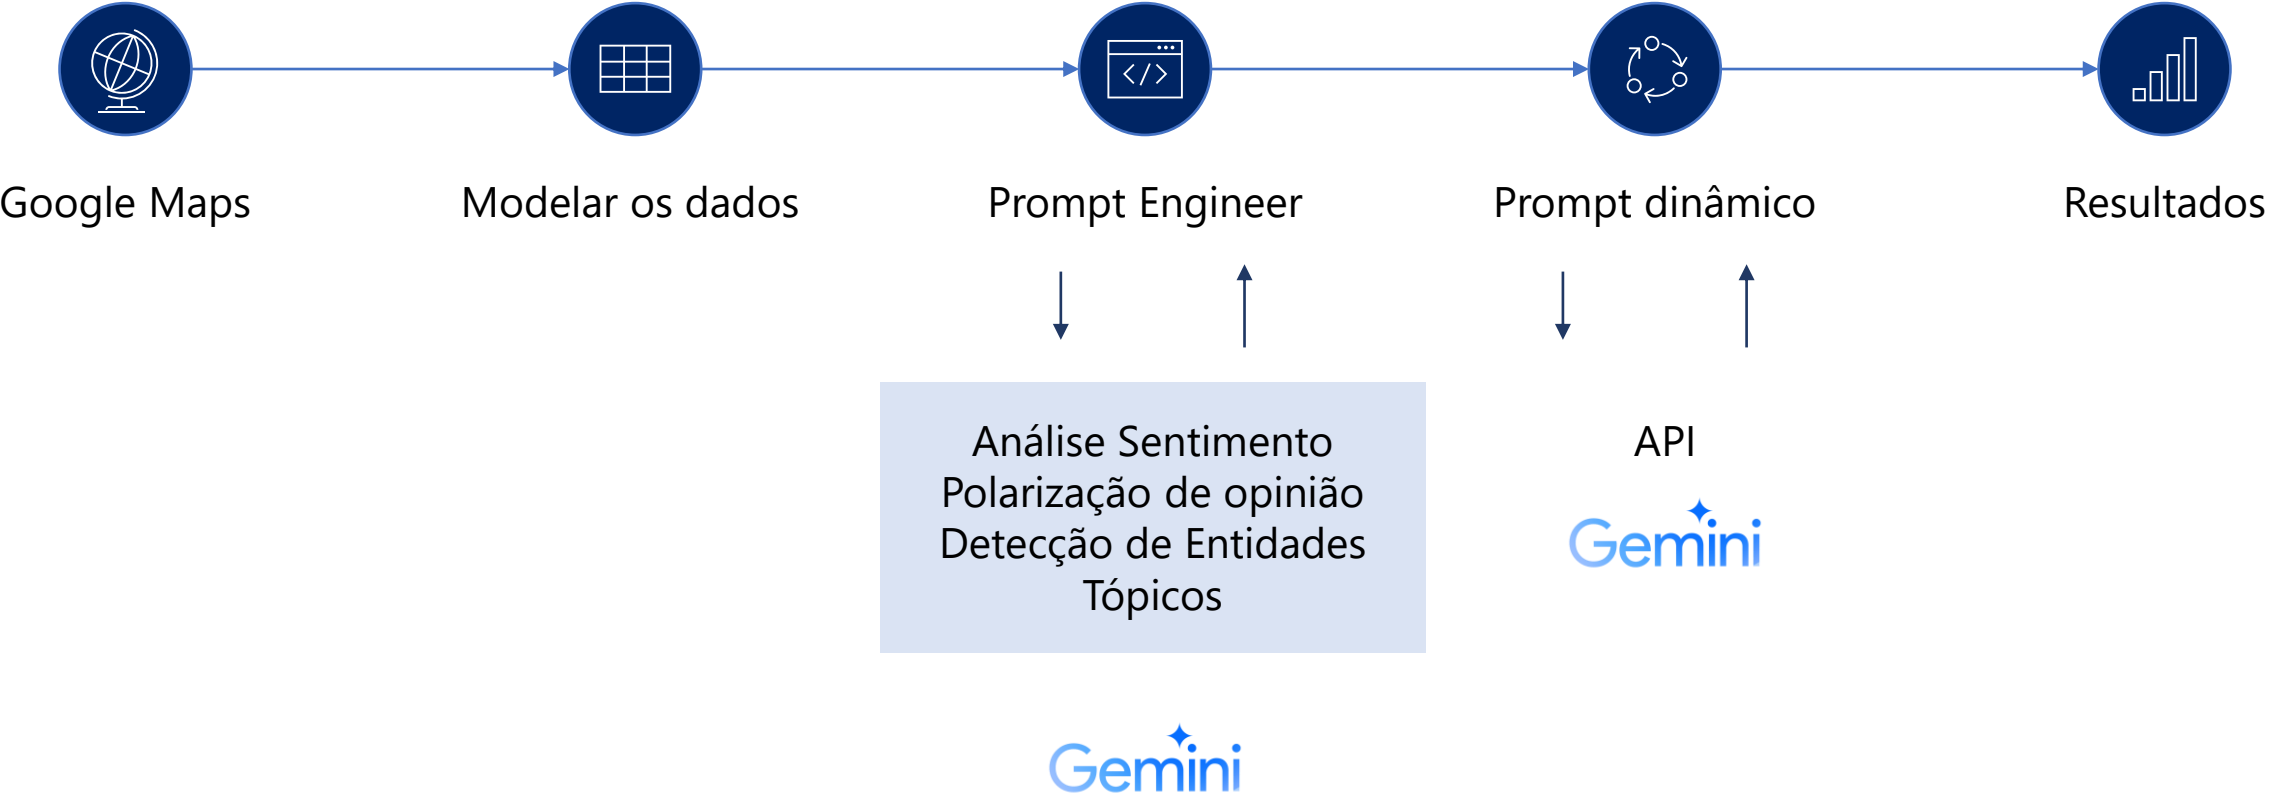 Google Maps
Modelar os dados
Prompt Engineer
Prompt dinâmico
Resultados
Análise Sentimento
Polarização de opinião
Detecção de Entidades
Tópicos
API
Gemini
Gemini